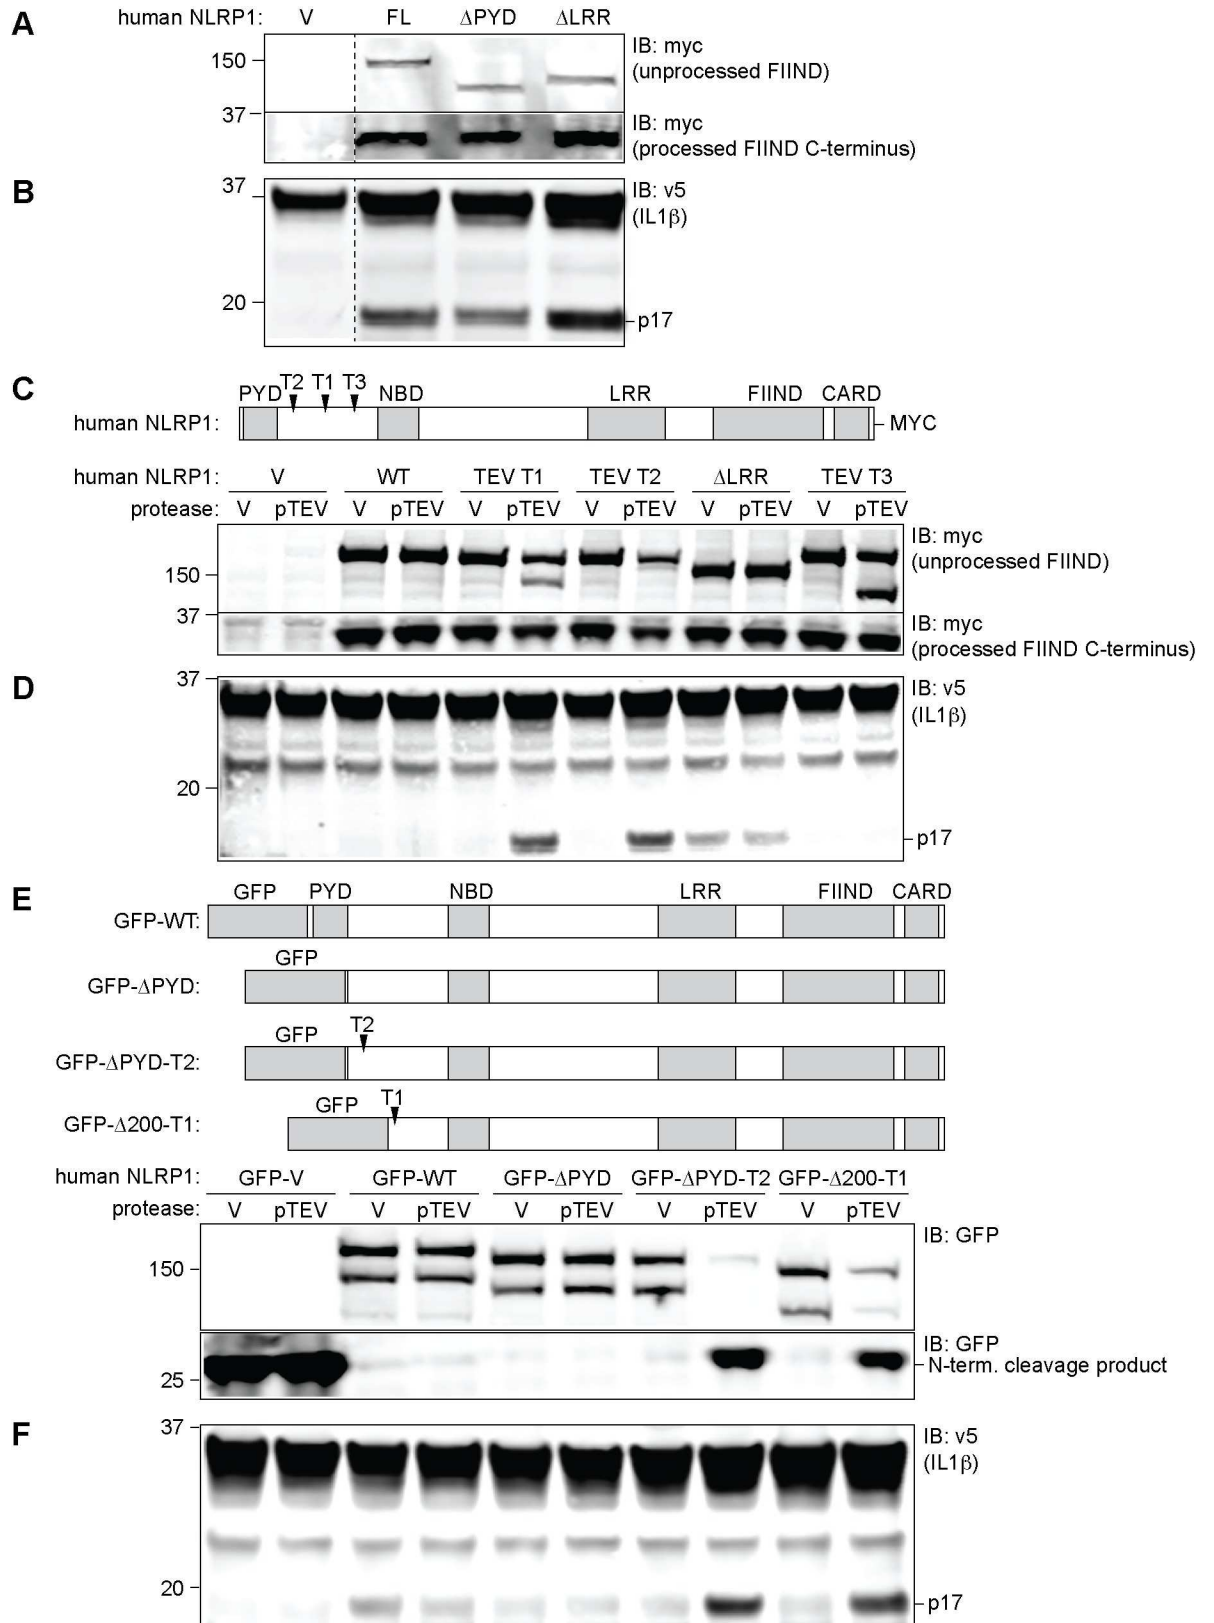 A
human NLRP1: V FL ΔPYD ΔLRR
150
IB: myc
(unprocessed FIIND)
37
IB: myc
(processed FIIND C-terminus)
B
37
IB: v5
(IL1β)
20
p17
C
T2 T1 T3
PYD NBD LRR FIIND CARD
human NLRP1: MYC
human NLRP1: V WT TEV T1 TEV T2 ΔLRR TEV T3
protease: V pTEV V pTEV V pTEV V pTEV V pTEV V pTEV
IB: myc
(unprocessed FIIND)
150
37
IB: myc
(processed FIIND C-terminus)
D
37
IB: v5
(IL1β)
20
p17
E
GFP PYD NBD LRR FIIND CARD
GFP-WT:
GFP
GFP-ΔPYD:
GFP T2
GFP-ΔPYD-T2:
GFP T1
GFP-Δ200-T1:
human NLRP1: GFP-V GFP-WT GFP-ΔPYD GFP-ΔPYD-T2 GFP-Δ200-T1
protease: V pTEV V pTEV V pTEV V pTEV V pTEV
IB: GFP
150
IB: GFP
N-term. cleavage product
25
F
37
IB: v5
(IL1β)
20
p17